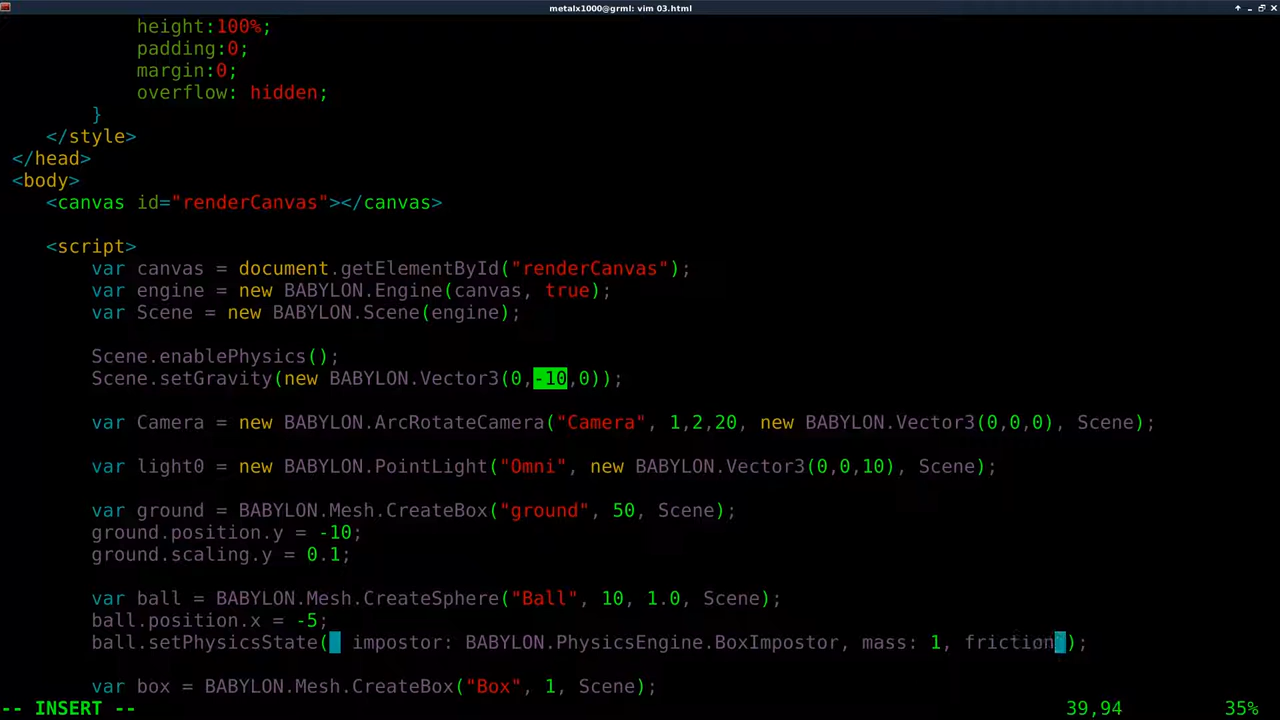 metalx1000@grml: vim 03.html
height:100%;
padding:0;
margin:0;
overflow: hidden;
}
</style>
</head>
<body>
<canvas id="renderCanvas"></canvas>
<script>
var canvas = document.getElementById("renderCanvas");
var engine = new BABYLON.Engine(canvas, true);
var Scene = new BABYLON.Scene(engine);
Scene.enablePhysics();
Scene.setGravity(new BABYLON.Vector3(0,-10,0));
var Camera = new BABYLON.ArcRotateCamera("Camera", 1,2,20, new BABYLON.Vector3(0,0,0), Scene);
var light0 = new BABYLON.PointLight("Omni", new BABYLON.Vector3(0,0,10), Scene);
var ground = BABYLON.Mesh.CreateBox("ground", 50, Scene);
ground.position.y = -10;
ground.scaling.y = 0.1;
var ball = BABYLON.Mesh.CreateSphere("Ball", 10, 1.0, Scene);
ball.position.x = -5;
ball.setPhysicsState({ impostor: BABYLON.PhysicsEngine.BoxImpostor, mass: 1, friction});
var box = BABYLON.Mesh.CreateBox("Box", 1, Scene);
-- INSERT -- 39,94 35%